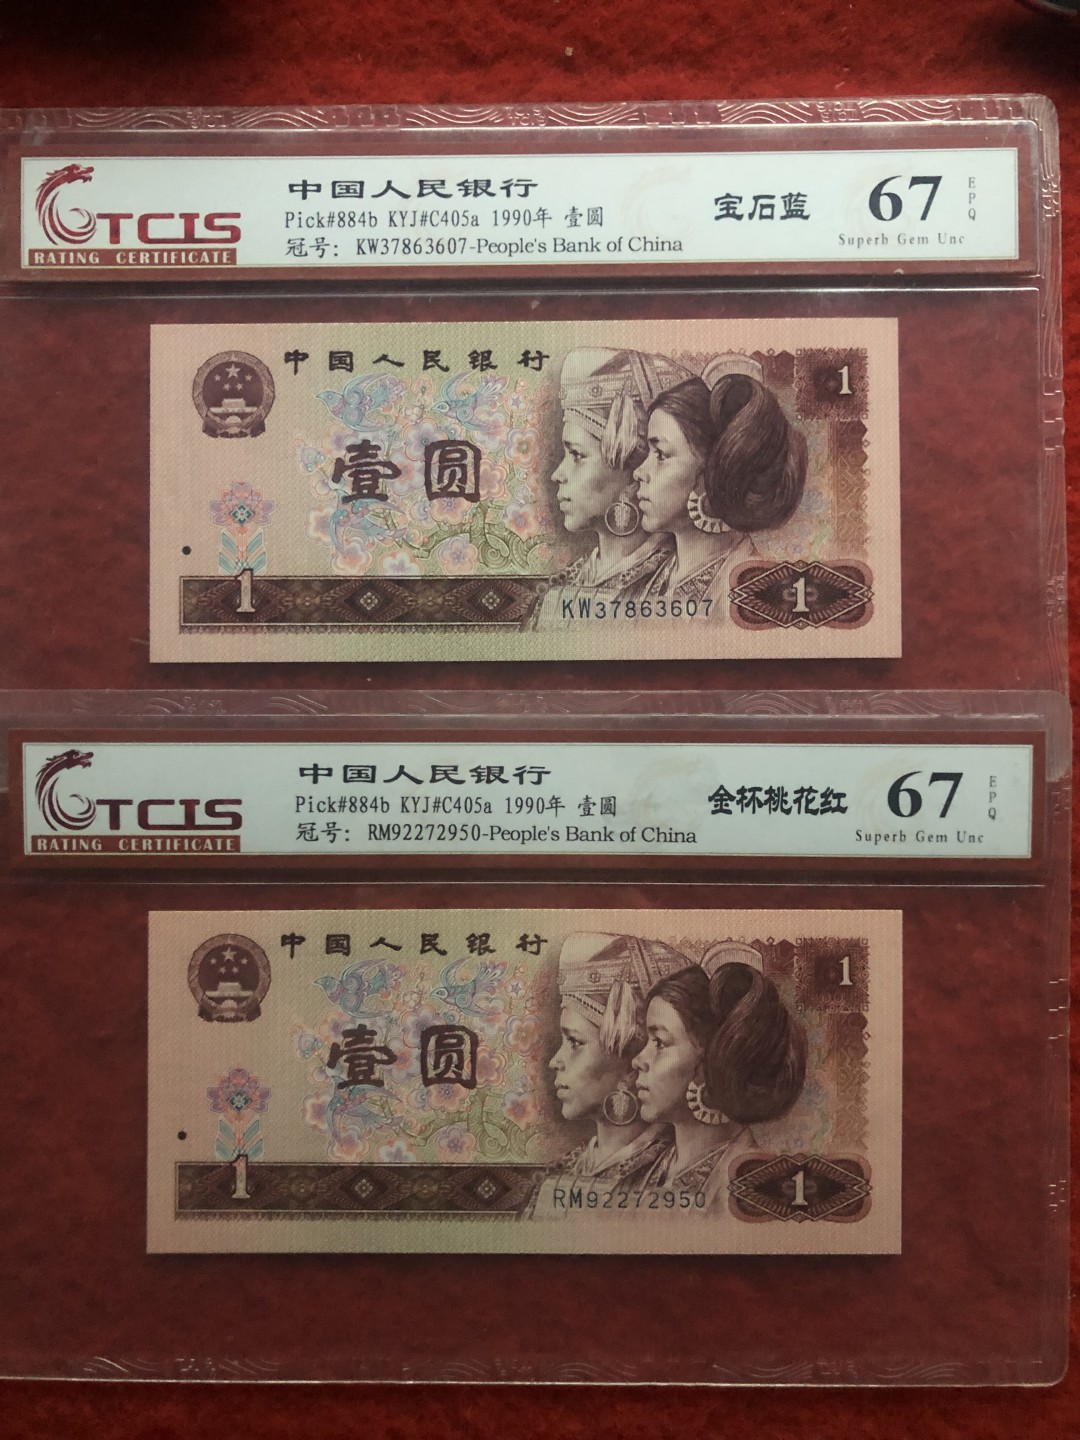 TCIS
RATING CERTIFICATE
中国人民银行
Pick#884b KYJ#C405a 1990年 壹圆
冠号: KW37863607-People's Bank of China
宝石蓝
67
EPQ
Superb Gem Unc
中国人民银行
1
壹圆
1
KW37863607
1
TCIS
RATING CERTIFICATE
中国人民银行
Pick#884b KYJ#C405a 1990年 壹圆
冠号: RM92272950-People's Bank of China
金杯桃花红
67
EPQ
Superb Gem Unc
中国人民银行
1
壹圆
1
RM92272950
1